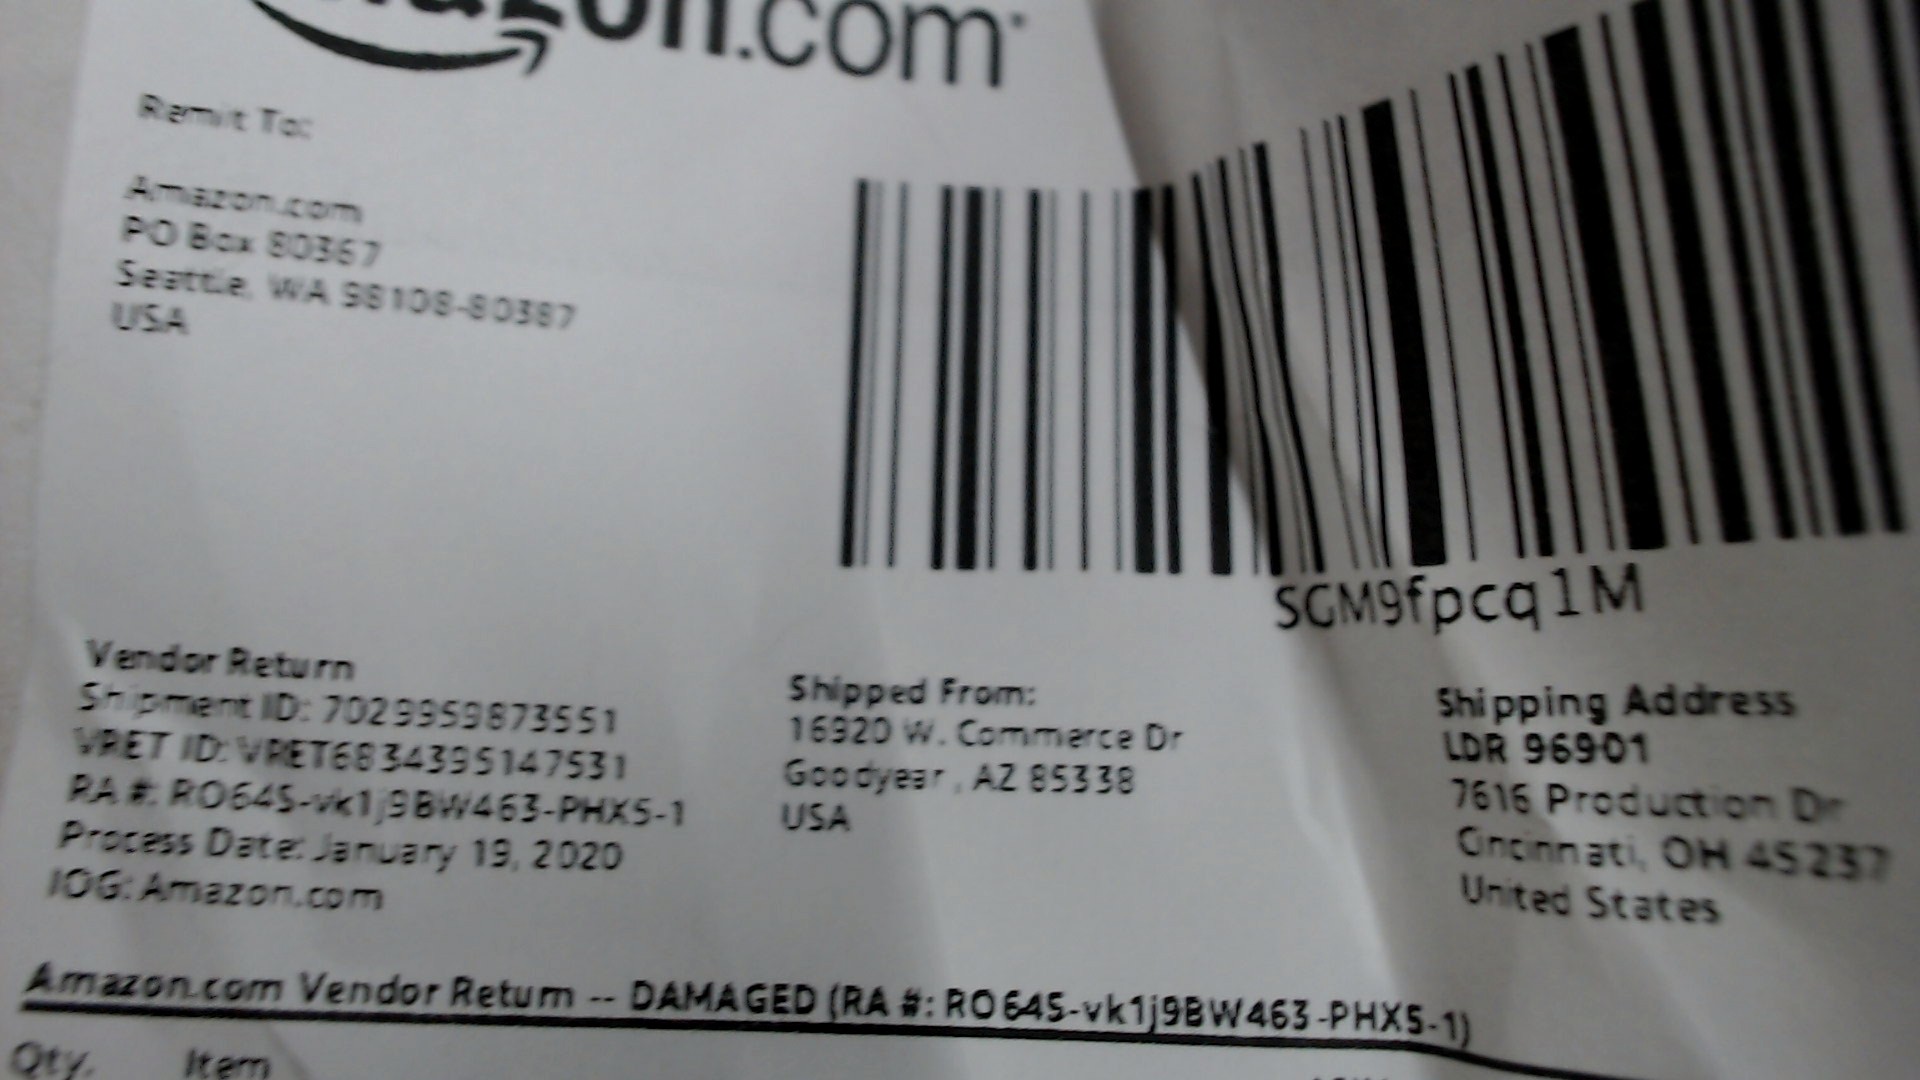 amazon.com
Remit To:
Amazon.com
PO Box 80387
Seattle, WA 98108-80387
USA
SGM9fpcq1M
Vendor Return
Shipment ID: 7029959873551
VRET ID: VRET6834395147531
RA #: RO645-vk1j9BW463-PHX5-1
Process Date: January 19, 2020
IOG: Amazon.com
Shipped From:
16920 W. Commerce Dr
Goodyear , AZ 85338
USA
Shipping Address
LDR 96901
7616 Production Dr
Cincinnati, OH 45237
United States
Amazon.com Vendor Return -- DAMAGED (RA #: RO645-vk1j9BW463-PHX5-1)
Qty. Item